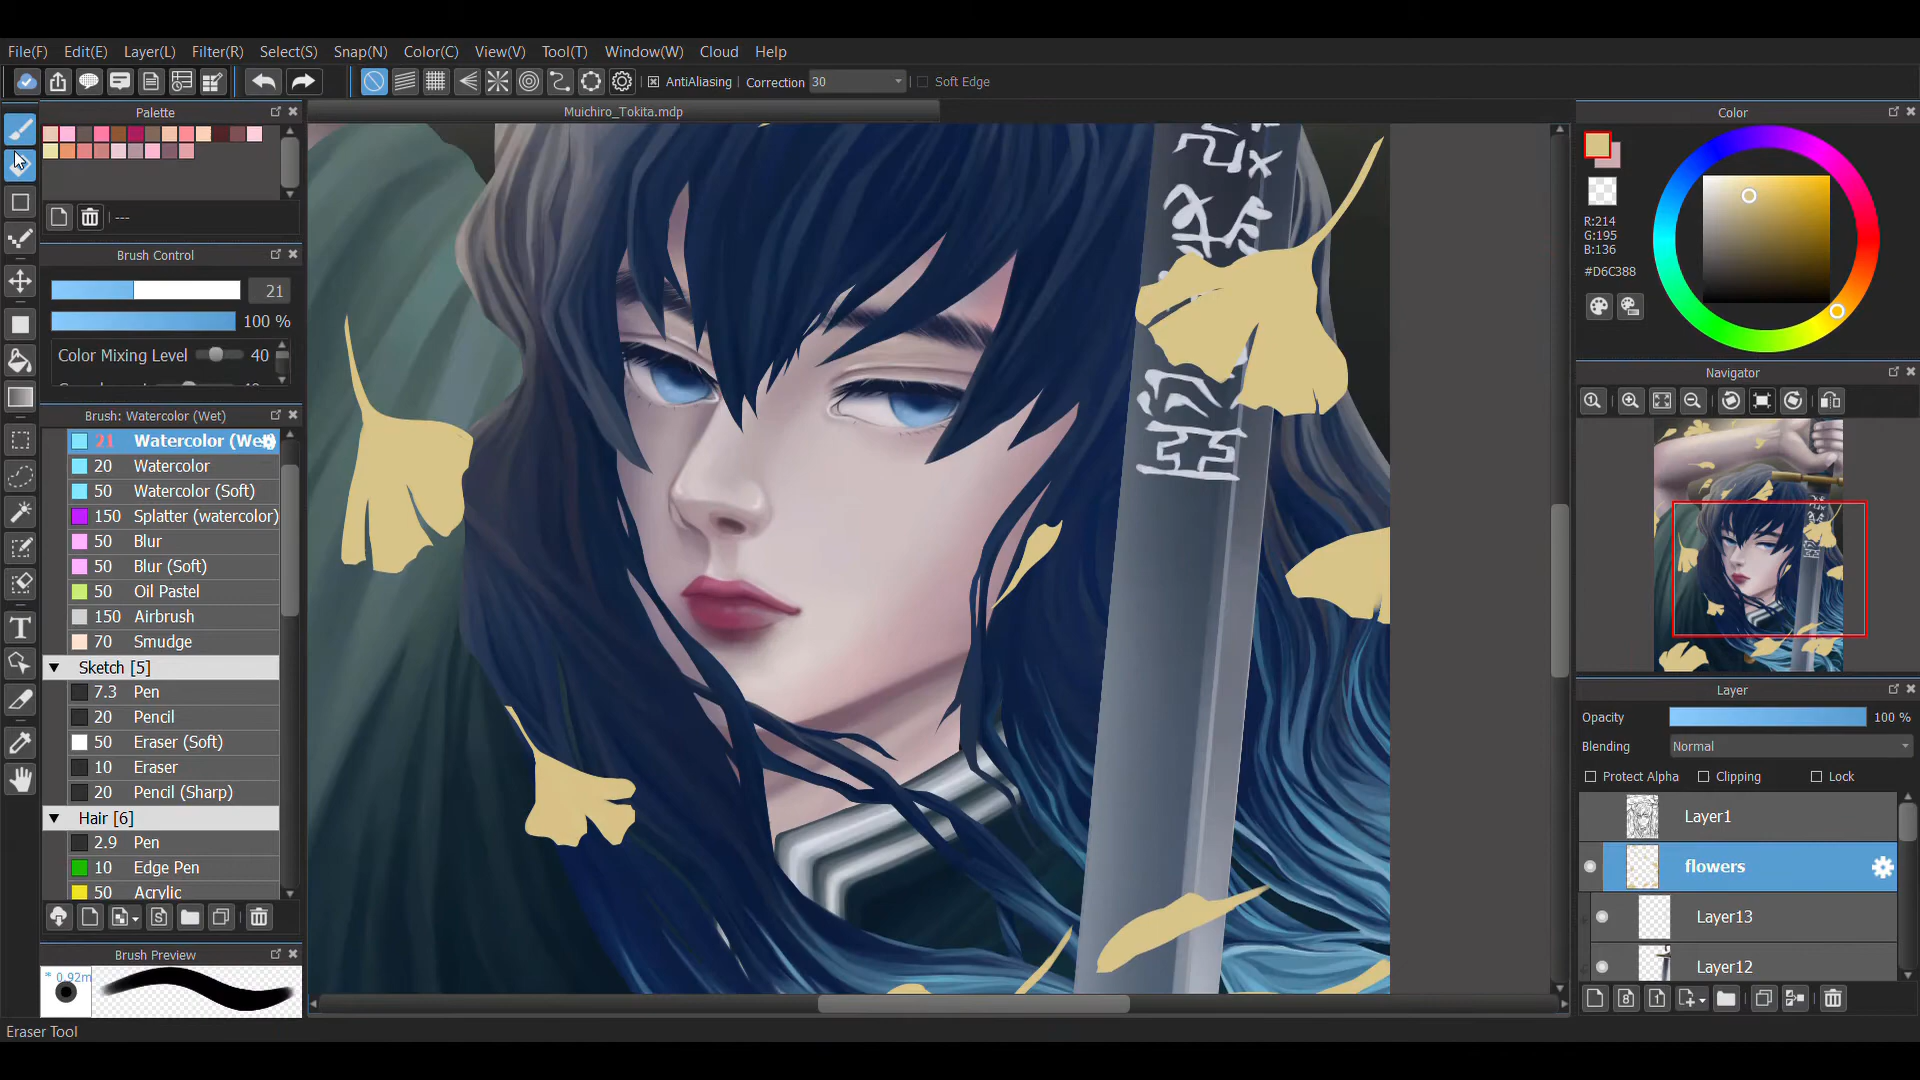 File(F) Edit(E) Layer(L) Filter(R) Select(S) Snap(N) Color(C) View(V) Tool(T) Window(W) Cloud Help
AntiAliasing Correction 30 Soft Edge
Palette
---
Brush Control
21
100 %
Color Mixing Level 40
Brush: Watercolor (Wet)
21 Watercolor (Wet
20 Watercolor
50 Watercolor (Soft)
150 Splatter (watercolor)
50 Blur
50 Blur (Soft)
50 Oil Pastel
150 Airbrush
70 Smudge
Sketch [5]
7.3 Pen
20 Pencil
50 Eraser (Soft)
10 Eraser
20 Pencil (Sharp)
Hair [6]
2.9 Pen
10 Edge Pen
50 Acrylic
Brush Preview
* 0.92m
Eraser Tool
Muichiro_Tokita.mdp
Color
R:214
G:195
B:136
#D6C388
Navigator
Layer
Opacity 100 %
Blending Normal
Protect Alpha Clipping Lock
Layer1
flowers
Layer13
Layer12